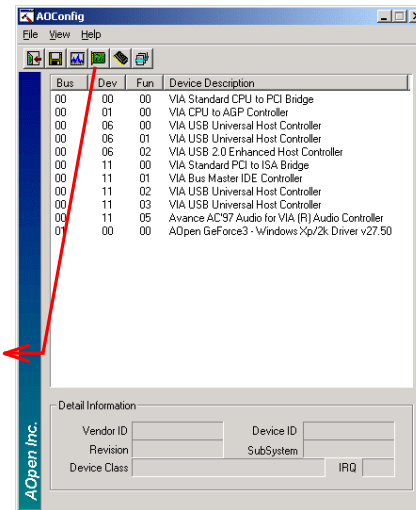 AOConfig
File View Help
Bus Dev Fun Device Description
00 00 00 VIA Standard CPU to PCI Bridge
00 01 00 VIA CPU to AGP Controller
00 06 00 VIA USB Universal Host Controller
00 06 01 VIA USB Universal Host Controller
00 06 02 VIA USB 2.0 Enhanced Host Controller
00 11 00 VIA Standard PCI to ISA Bridge
00 11 01 VIA Bus Master IDE Controller
00 11 02 VIA USB Universal Host Controller
00 11 03 VIA USB Universal Host Controller
00 11 05 Avance AC'97 Audio for VIA (R) Audio Controller
01 00 00 AOpen GeForce3 - Windows Xp/2k Driver v27.50
Detail Information
Vendor ID Device ID
Revision SubSystem
Device Class IRQ
AOpen Inc.